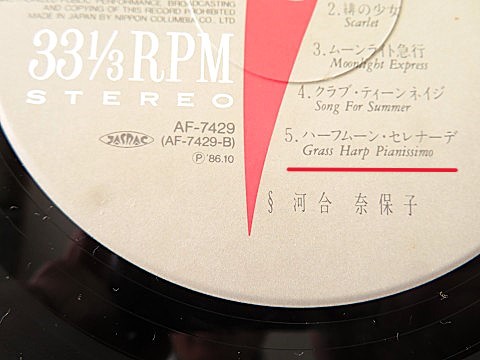 PUBLIC PERFORMANCE, BROADCASTING
AND COPYING OF THIS RECORD PROHIBITED
MADE IN JAPAN BY NIPPON COLUMBIA CO., LTD
33⅓RPM
STEREO
AF-7429
JASRAC (AF-7429-B)
Ⓟ '86.10
2. 緋の少女
Scarlet
3. ムーンライト急行
Moonlight Express
4. クラブ・ティーンネイジ
Song For Summer
5. ハーフムーン・セレナーデ
Grass Harp Pianissimo
§ 河合 奈保子